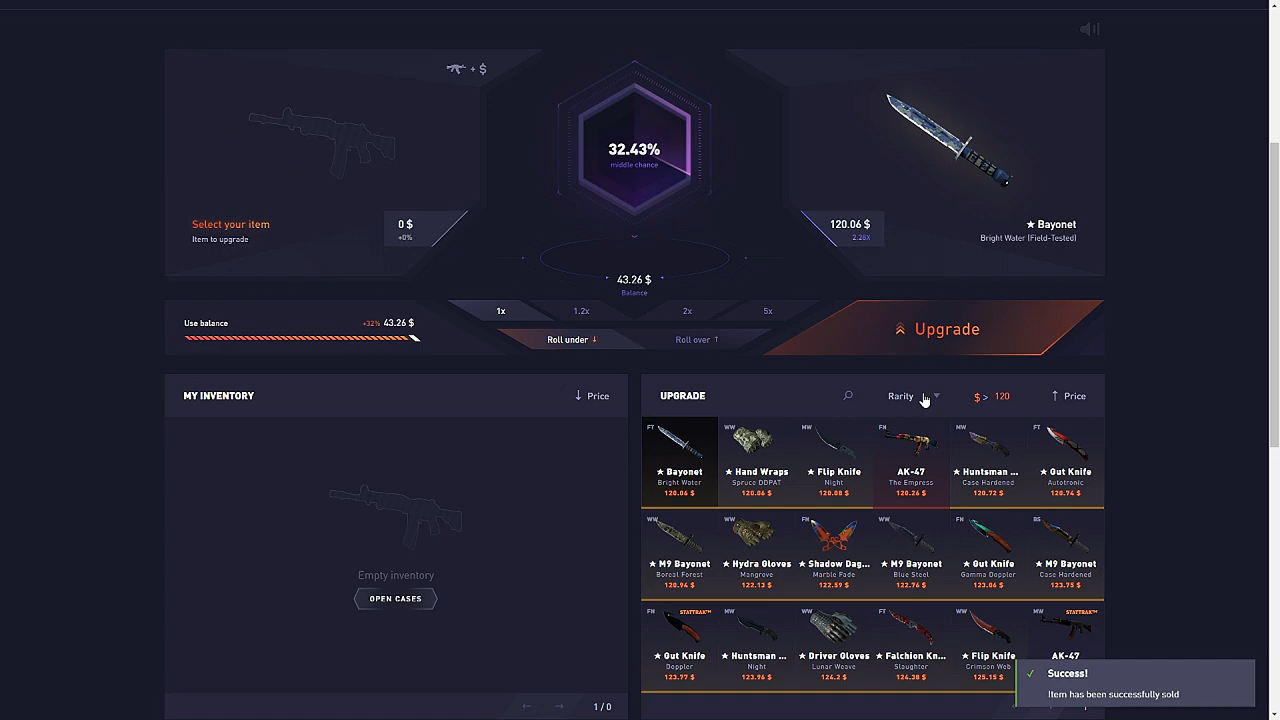 + $
32.43%
middle chance
Select your item
Item to upgrade
0 $
+0%
120.06 $
2.28X
★ Bayonet
Bright Water (Field-Tested)
43.26 $
Balance
Use balance
+32% 43.26 $
1x
1.2x
2x
5x
Roll under ↓
Roll over ↑
Upgrade
MY INVENTORY
↓ Price
UPGRADE
Rarity
$ > 120
↑ Price
FT
★ Bayonet
Bright Water
120.06 $
WW
★ Hand Wraps
Spruce DDPAT
120.06 $
MW
★ Flip Knife
Night
120.08 $
FN
AK-47
The Empress
120.26 $
MW
★ Huntsman ...
Case Hardened
120.72 $
FT
★ Gut Knife
Autotronic
120.74 $
WW
★ M9 Bayonet
Boreal Forest
120.94 $
WW
★ Hydra Gloves
Mangrove
122.13 $
FN
★ Shadow Dag...
Marble Fade
122.59 $
WW
★ M9 Bayonet
Blue Steel
122.76 $
FN
★ Gut Knife
Gamma Doppler
123.06 $
BS
★ M9 Bayonet
Case Hardened
123.75 $
FN
STATTRAK™
★ Gut Knife
Doppler
123.77 $
MW
★ Huntsman ...
Night
123.96 $
WW
★ Driver Gloves
Lunar Weave
124.2 $
FT
★ Falchion Kn...
Slaughter
124.38 $
WW
★ Flip Knife
Crimson Web
125.15 $
MW
STATTRAK™
AK-47
Empty inventory
OPEN CASES
← → 1 / 0
✓ Success!
Item has been successfully sold